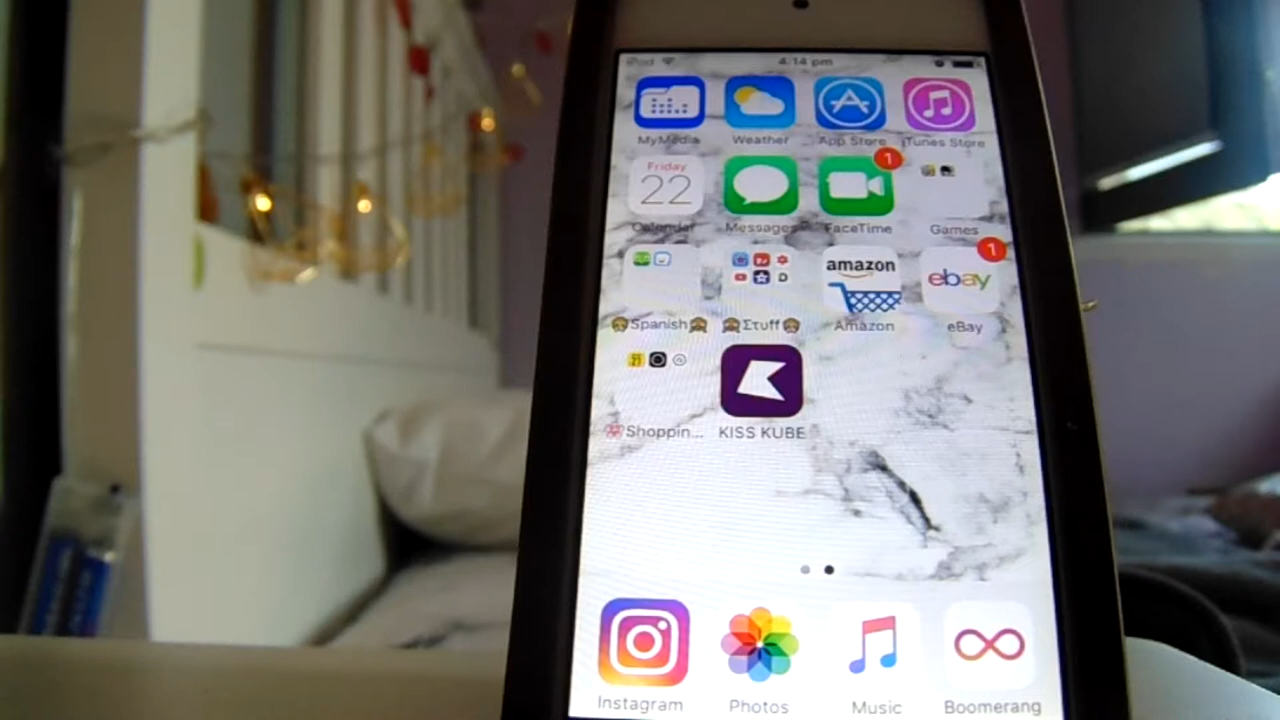 iPod 4:14 pm
MyMedia Weather App Store iTunes Store
Friday
22
1
Calendar Messages FaceTime Games
amazon
ebay
1
Spanish Στuff Amazon eBay
Shoppin... KISS KUBE
Instagram Photos Music Boomerang